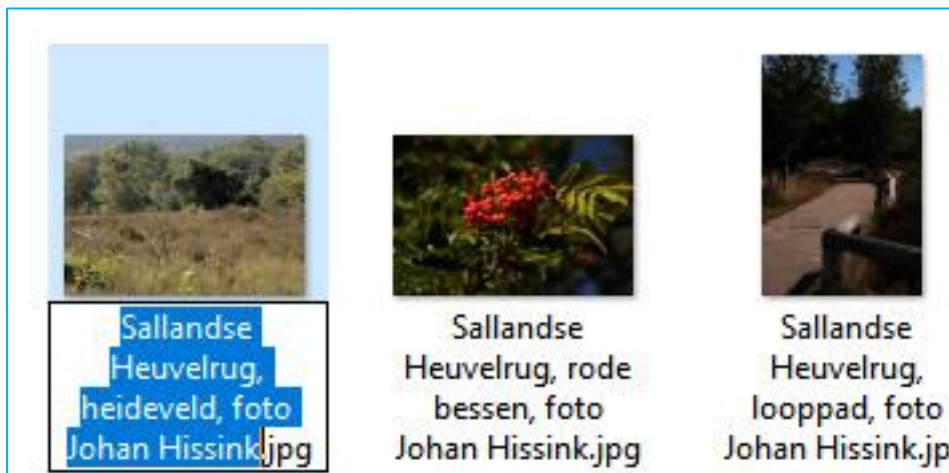 Sallandse
Heuvelrug,
heideveld, foto
Johan Hissink.jpg
Sallandse
Heuvelrug, rode
bessen, foto
Johan Hissink.jpg
Sallandse
Heuvelrug,
looppad, foto
Johan Hissink.jp